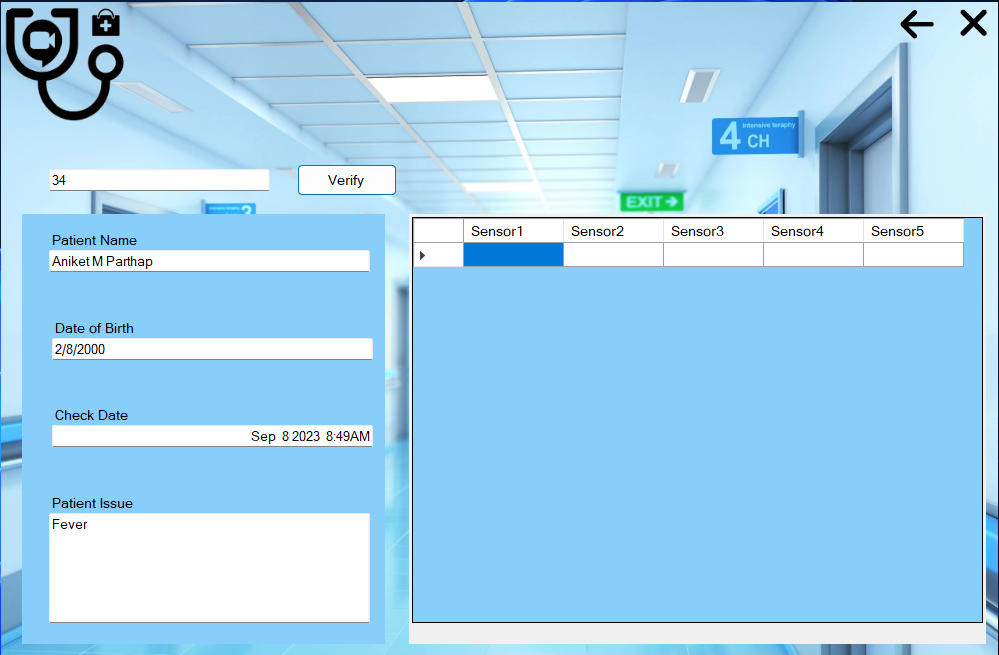 4 Intensive teraphy
CH
34
Verify
EXIT →
Patient Name
Aniket M Parthap
Sensor1 Sensor2 Sensor3 Sensor4 Sensor5
Date of Birth
2/8/2000
Check Date
Sep 8 2023 8:49AM
Patient Issue
Fever